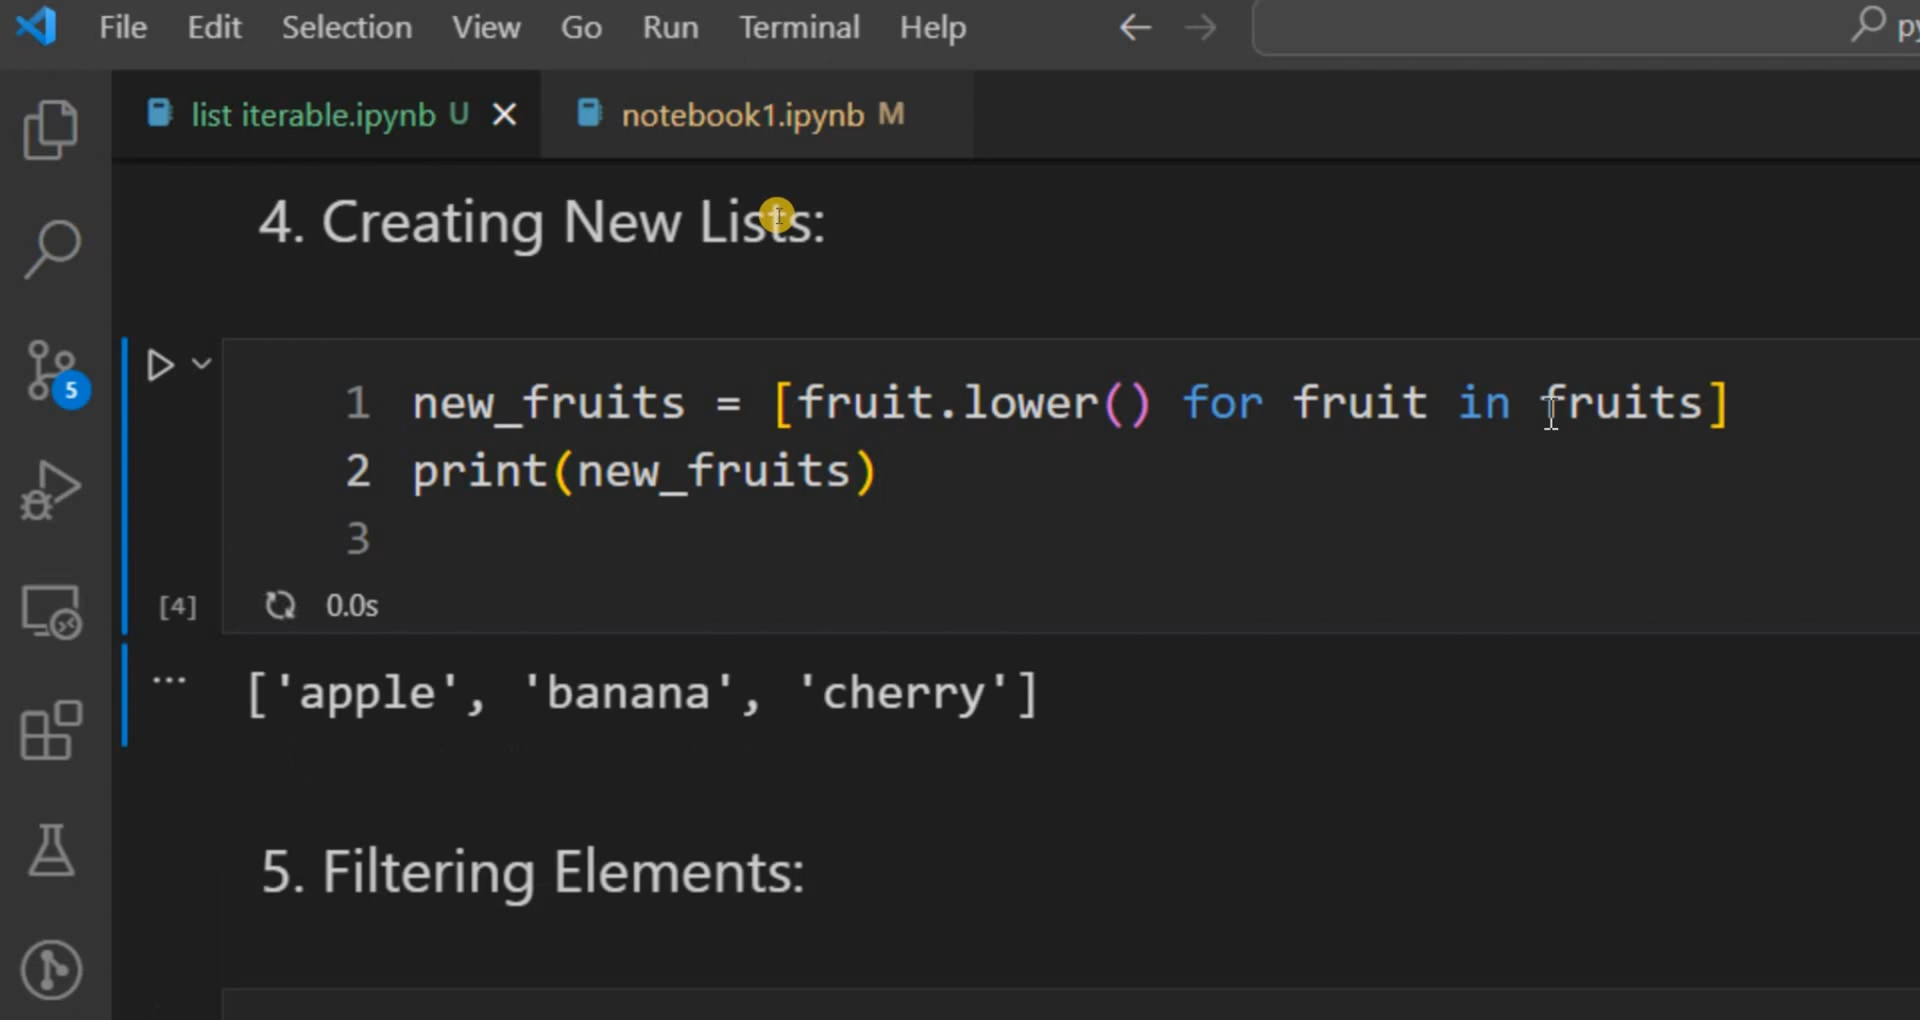 File Edit Selection View Go Run Terminal Help py
list iterable.ipynb U notebook1.ipynb M
4. Creating New Lists:
1 new_fruits = [fruit.lower() for fruit in fruits]
2 print(new_fruits)
3
[4] 0.0s
5
... ['apple', 'banana', 'cherry']
5. Filtering Elements: